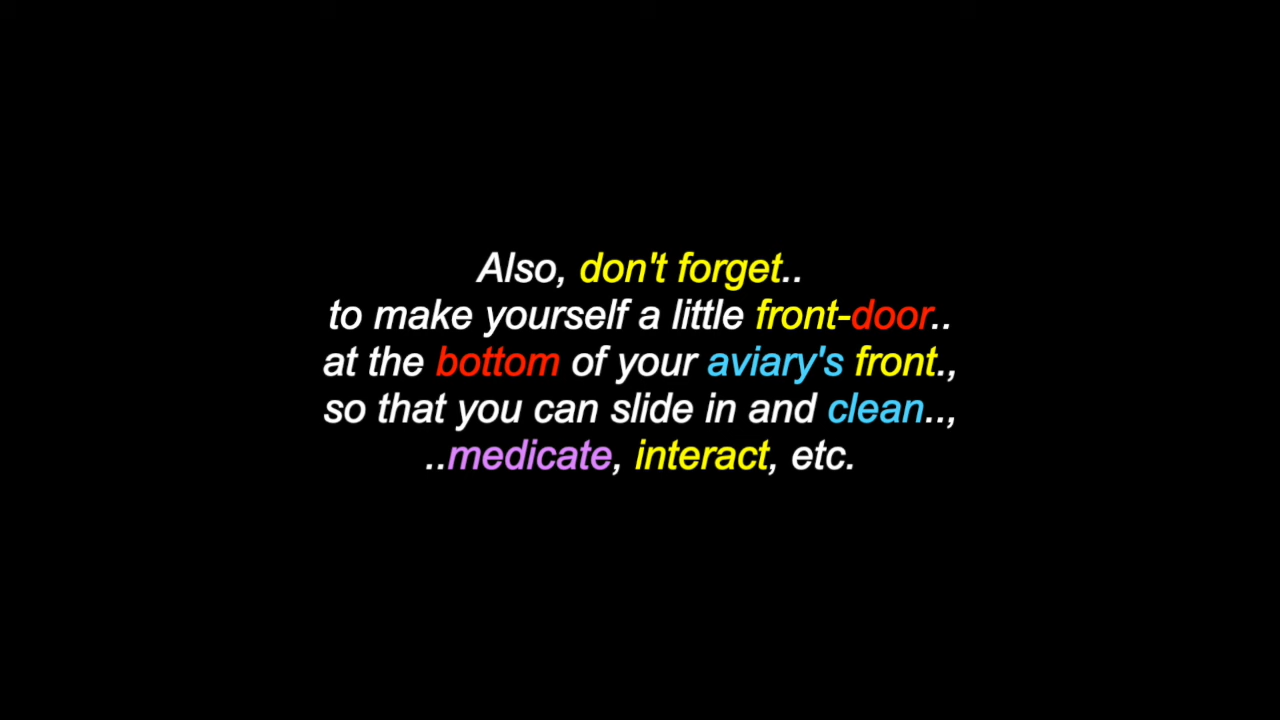 Also, don't forget..
to make yourself a little front-door..
at the bottom of your aviary's front.,
so that you can slide in and clean..,
..medicate, interact, etc.